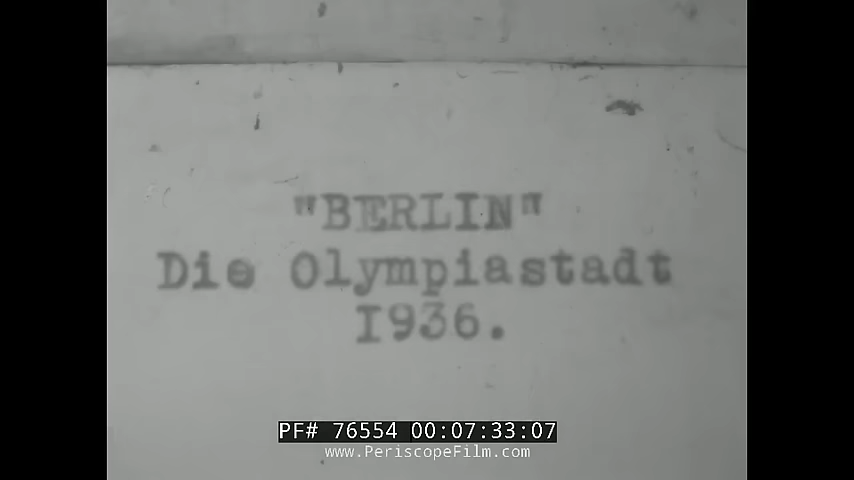 "BERLIN"
Die Olympiastadt
1936.
PF# 76554 00:07:33:07
www.PeriscopeFilm.com